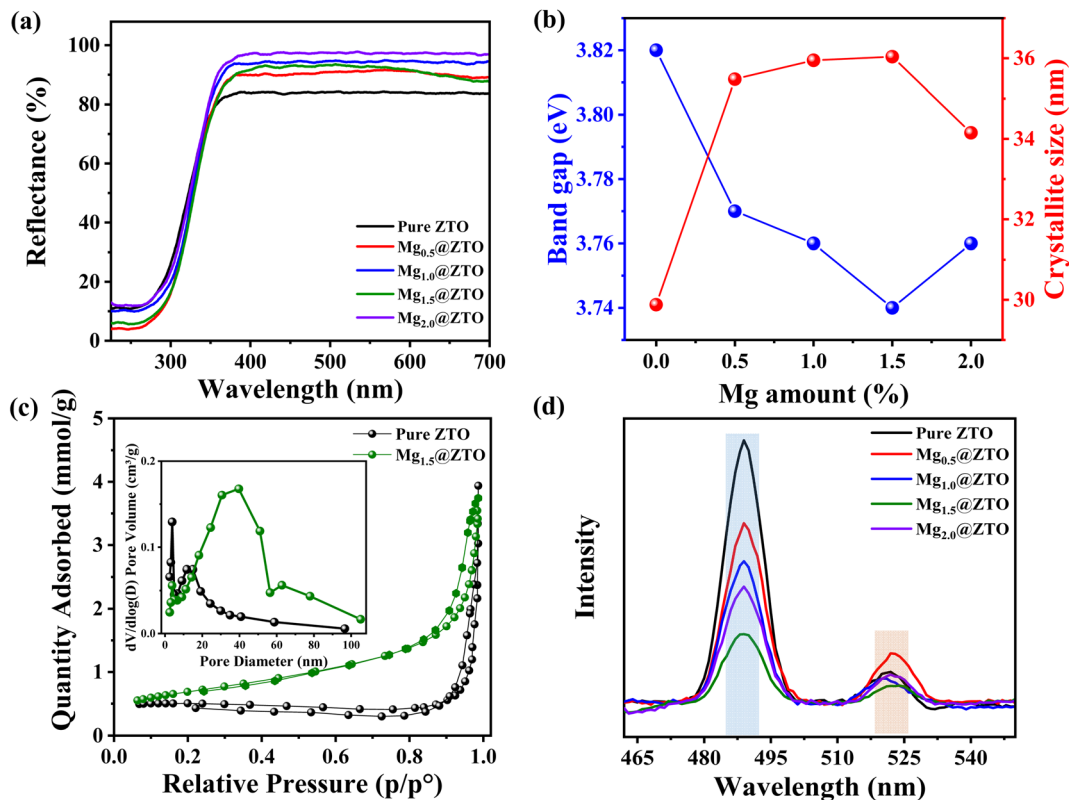 (a)
100
80
60
40
20
0
Reflectance (%)
Pure ZTO
Mg0.5@ZTO
Mg1.0@ZTO
Mg1.5@ZTO
Mg2.0@ZTO
300 400 500 600 700
Wavelength (nm)
(b)
3.82
3.80
3.78
3.76
3.74
Band gap (eV)
36
34
32
30
Crystallite size (nm)
0.0 0.5 1.0 1.5 2.0
Mg amount (%)
(c)
5
4
3
2
1
0
Quantity Adsorbed (mmol/g)
Pure ZTO
Mg1.5@ZTO
0.2
0.1
0.0
dV/dlog(D) Pore Volume (cm³/g)
0 20 40 60 80 100
Pore Diameter (nm)
0.0 0.2 0.4 0.6 0.8 1.0
Relative Pressure (p/p°)
(d)
Intensity
Pure ZTO
Mg0.5@ZTO
Mg1.0@ZTO
Mg1.5@ZTO
Mg2.0@ZTO
465 480 495 510 525 540
Wavelength (nm)